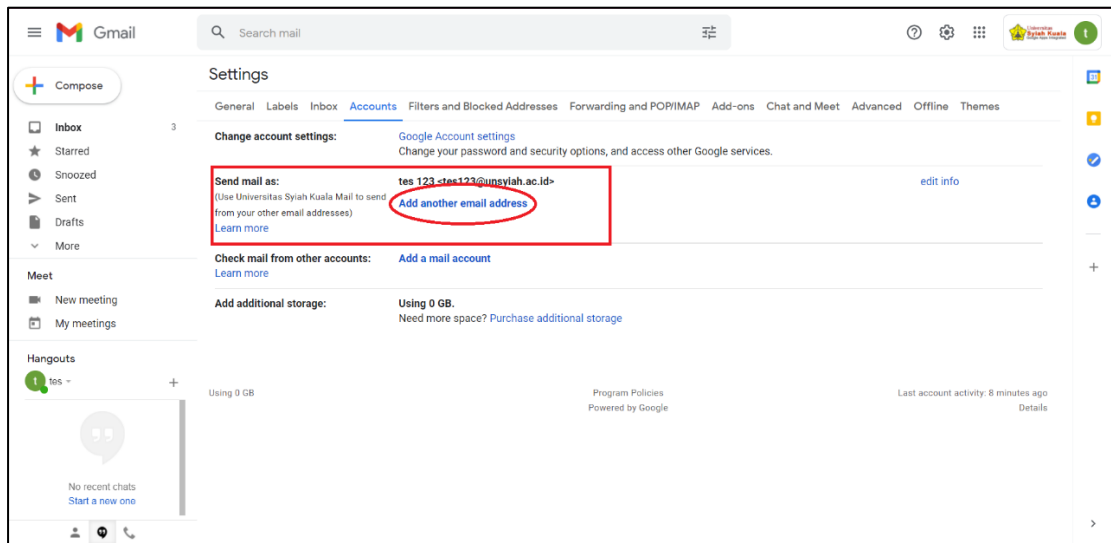 Gmail
Search mail
Universitas
Syiah Kuala
t
Compose
Inbox 3
Starred
Snoozed
Sent
Drafts
More
Meet
New meeting
My meetings
Hangouts
t tes
No recent chats
Start a new one
Settings
General Labels Inbox Accounts Filters and Blocked Addresses Forwarding and POP/IMAP Add-ons Chat and Meet Advanced Offline Themes
Change account settings: Google Account settings
Change your password and security options, and access other Google services.
Send mail as: tes 123 <tes123@unsyiah.ac.id> edit info
(Use Universitas Syiah Kuala Mail to send
from your other email addresses)
Add another email address
Learn more
Check mail from other accounts: Add a mail account
Learn more
Add additional storage: Using 0 GB.
Need more space? Purchase additional storage
Using 0 GB
Program Policies
Powered by Google
Last account activity: 8 minutes ago
Details
31